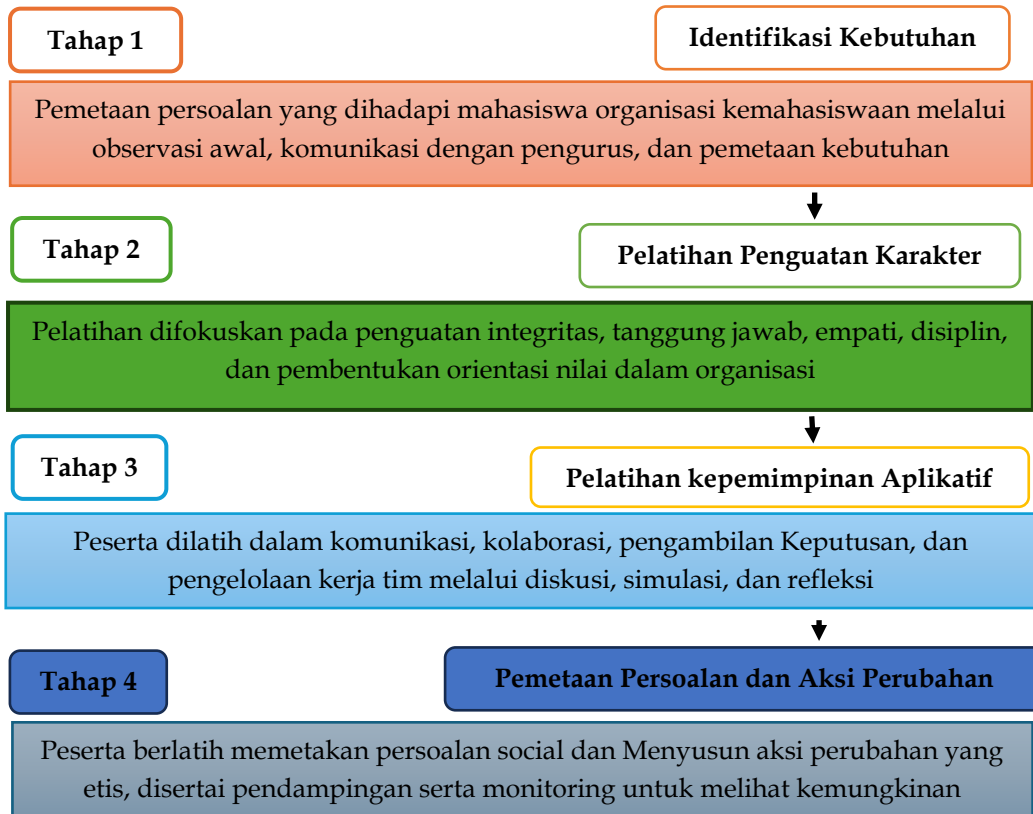 Tahap 1
Identifikasi Kebutuhan
Pemetaan persoalan yang dihadapi mahasiswa organisasi kemahasiswaan melalui
observasi awal, komunikasi dengan pengurus, dan pemetaan kebutuhan
Tahap 2
Pelatihan Penguatan Karakter
Pelatihan difokuskan pada penguatan integritas, tanggung jawab, empati, disiplin,
dan pembentukan orientasi nilai dalam organisasi
Tahap 3
Pelatihan kepemimpinan Aplikatif
Peserta dilatih dalam komunikasi, kolaborasi, pengambilan Keputusan, dan
pengelolaan kerja tim melalui diskusi, simulasi, dan refleksi
Tahap 4
Pemetaan Persoalan dan Aksi Perubahan
Peserta berlatih memetakan persoalan social dan Menyusun aksi perubahan yang
etis, disertai pendampingan serta monitoring untuk melihat kemungkinan